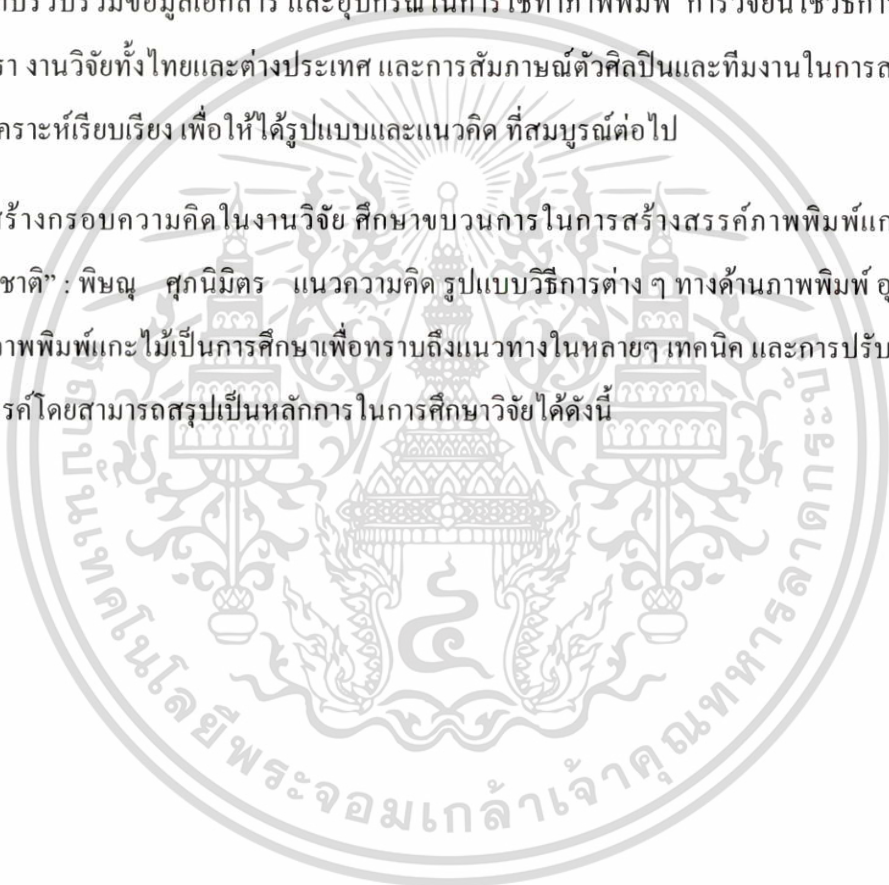 บรวบรวมข้อมูลเอกสาร และอุปกรณ์ในการใช้ทำภาพพิมพ์ การวิจัยนี้ใช้วิธีการ
รา งานวิจัยทั้งไทยและต่างประเทศ และการสัมภาษณ์ตัวศิลปินและทีมงานในการส
คราะห์เรียบเรียง เพื่อให้ได้รูปแบบและแนวคิด ที่สมบูรณ์ต่อไป
สร้างกรอบความคิดในงานวิจัย ศึกษาขบวนการในการสร้างสรรค์ภาพพิมพ์แก
ชาติ” : พิษณุ ศุภนิมิตร แนวความคิด รูปแบบวิธีการต่าง ๆ ทางด้านภาพพิมพ์ อุ
าพพิมพ์แกะไม้เป็นการศึกษาเพื่อทราบถึงแนวทางในหลายๆ เทคนิค และการปรับ
รค์โดยสามารถสรุปเป็นหลักการในการศึกษาวิจัยได้ดังนี้
สถาบันเทคโนโลยีพระจอมเกล้าเจ้าคุณทหารลาดกระบัง